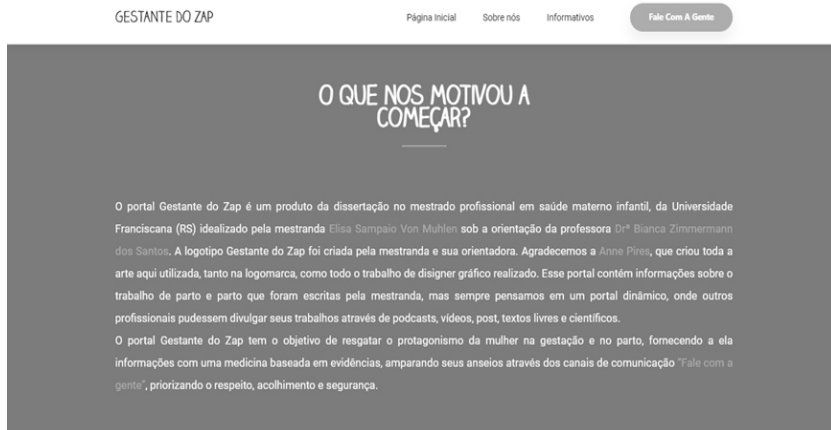 GESTANTE DO ZAP
Página Inicial Sobre nós Informativos Fale Com A Gente
O QUE NOS MOTIVOU A
COMEÇAR?
O portal Gestante do Zap é um produto da dissertação no mestrado profissional em saúde materno infantil, da Universidade
Franciscana (RS) idealizado pela mestranda Elisa Sampaio Von Muhlen sob a orientação da professora Drª Bianca Zimmermann
dos Santos. A logotipo Gestante do Zap foi criada pela mestranda e sua orientadora. Agradecemos a Anne Pires, que criou toda a
arte aqui utilizada, tanto na logomarca, como todo o trabalho de disigner gráfico realizado. Esse portal contém informações sobre o
trabalho de parto e parto que foram escritas pela mestranda, mas sempre pensamos em um portal dinâmico, onde outros
profissionais pudessem divulgar seus trabalhos através de podcasts, vídeos, post, textos livres e científicos.
O portal Gestante do Zap tem o objetivo de resgatar o protagonismo da mulher na gestação e no parto, fornecendo a ela
informações com uma medicina baseada em evidências, amparando seus anseios através dos canais de comunicação "Fale com a
gente", priorizando o respeito, acolhimento e segurança.